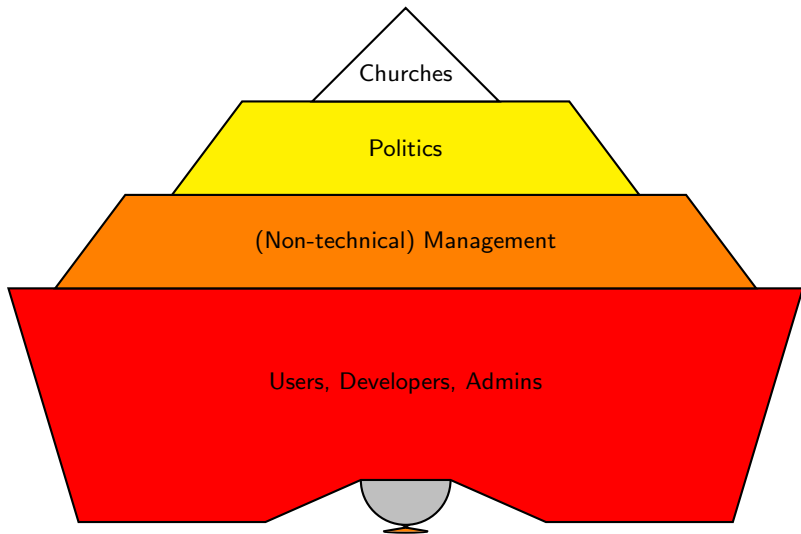 Churches
Politics
(Non-technical) Management
Users, Developers, Admins